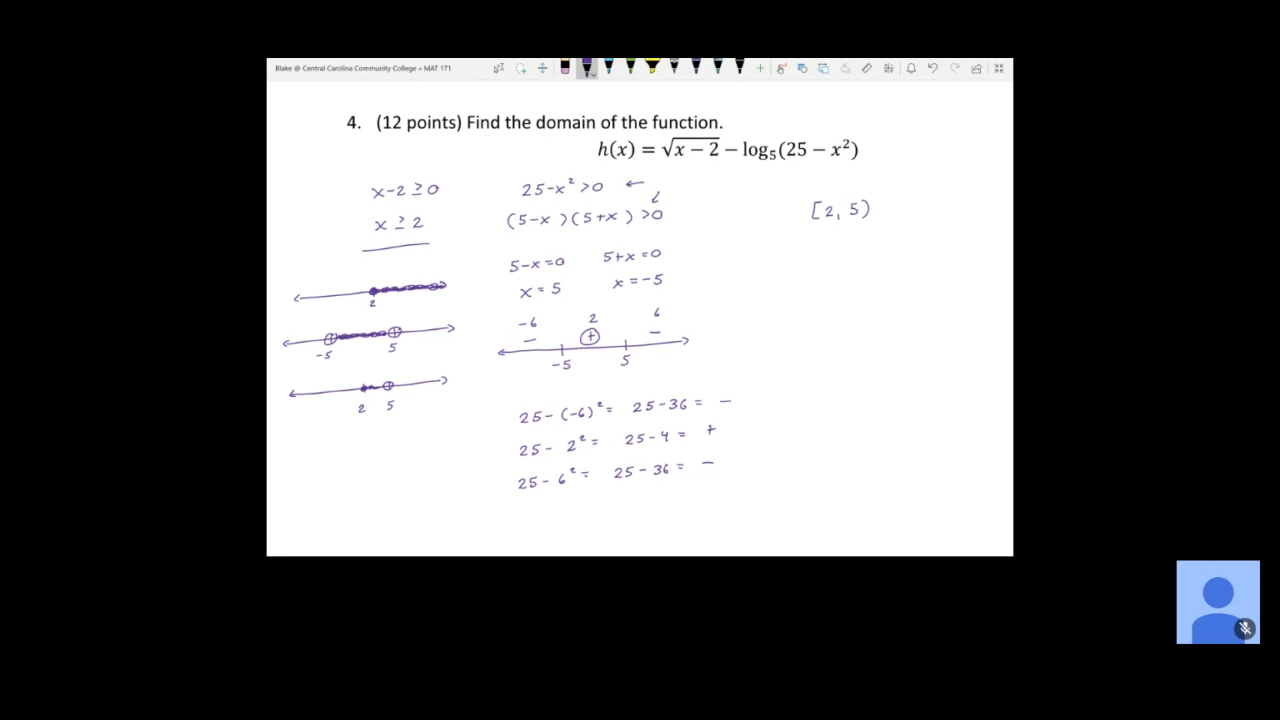 Blake @ Central Carolina Community College » MAT 171
4. (12 points) Find the domain of the function.
h(x) = √x − 2 − log₅(25 − x²)
x-2 ≥ 0
x ≥ 2
2
-5 5
2 5
25-x² >0 ←
(5-x)(5+x) >0
5-x=0 5+x=0
x = 5 x = -5
-6 2 6
- + -
-5 5
25-(-6)² = 25-36 = -
25- 2² = 25-4 = +
25-6² = 25-36 = -
[2, 5)